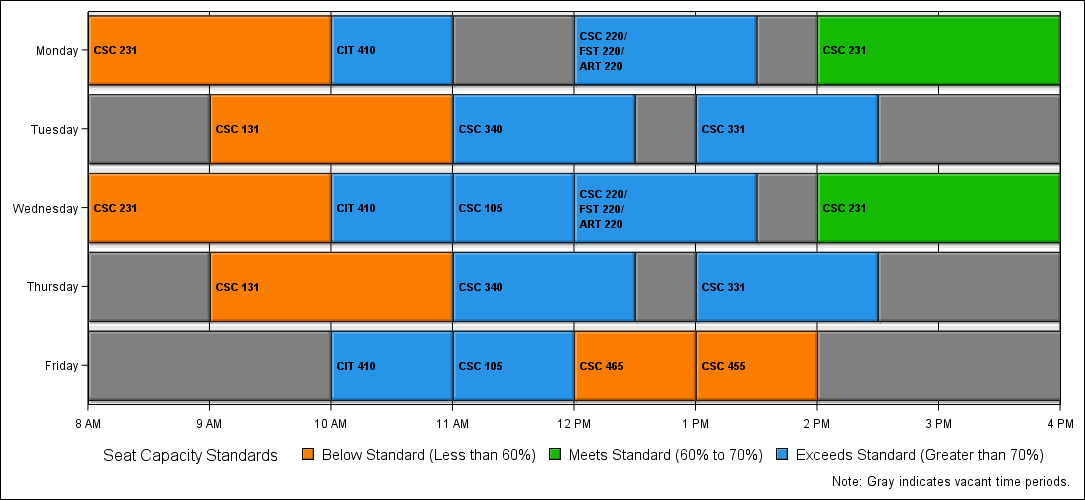 Monday
CSC 231
CIT 410
CSC 220/
FST 220/
ART 220
CSC 231
Tuesday
CSC 131
CSC 340
CSC 331
Wednesday
CSC 231
CIT 410
CSC 105
CSC 220/
FST 220/
ART 220
CSC 231
Thursday
CSC 131
CSC 340
CSC 331
Friday
CIT 410
CSC 105
CSC 465
CSC 455
8 AM 9 AM 10 AM 11 AM 12 PM 1 PM 2 PM 3 PM 4 PM
Seat Capacity Standards Below Standard (Less than 60%) Meets Standard (60% to 70%) Exceeds Standard (Greater than 70%)
Note: Gray indicates vacant time periods.